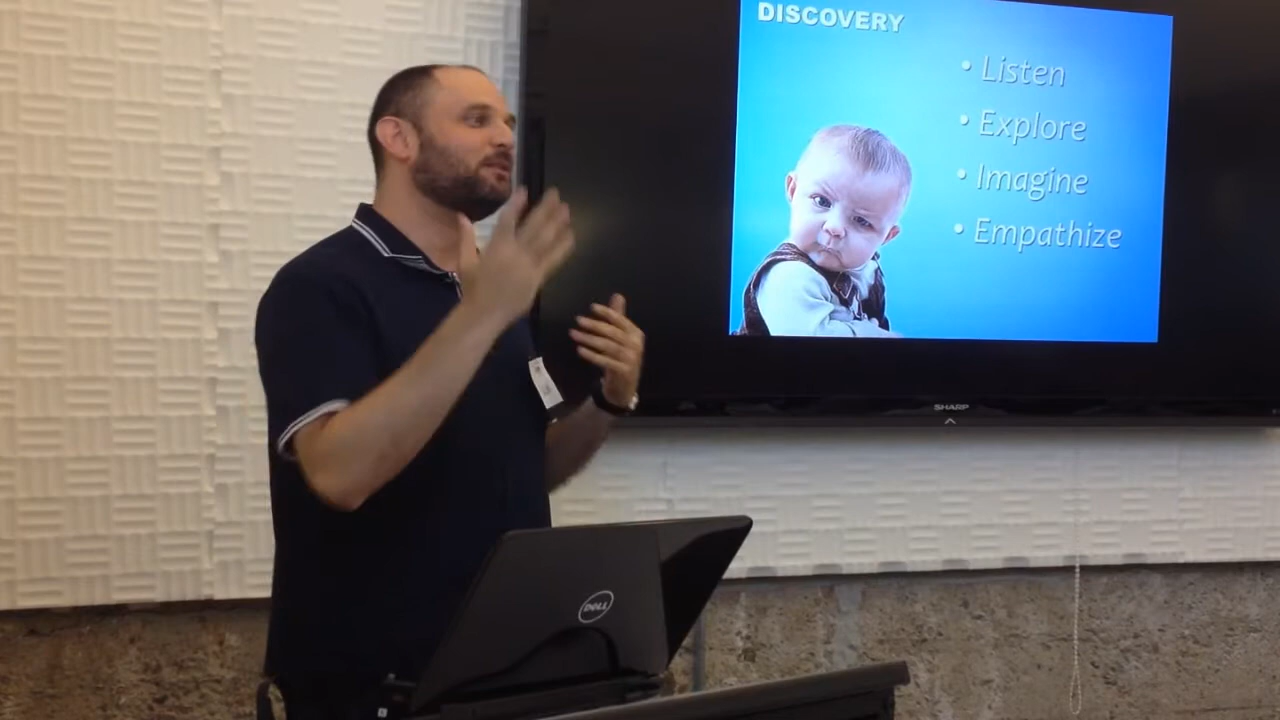 DISCOVERY
• Listen
• Explore
• Imagine
• Empathize
SHARP
DELL